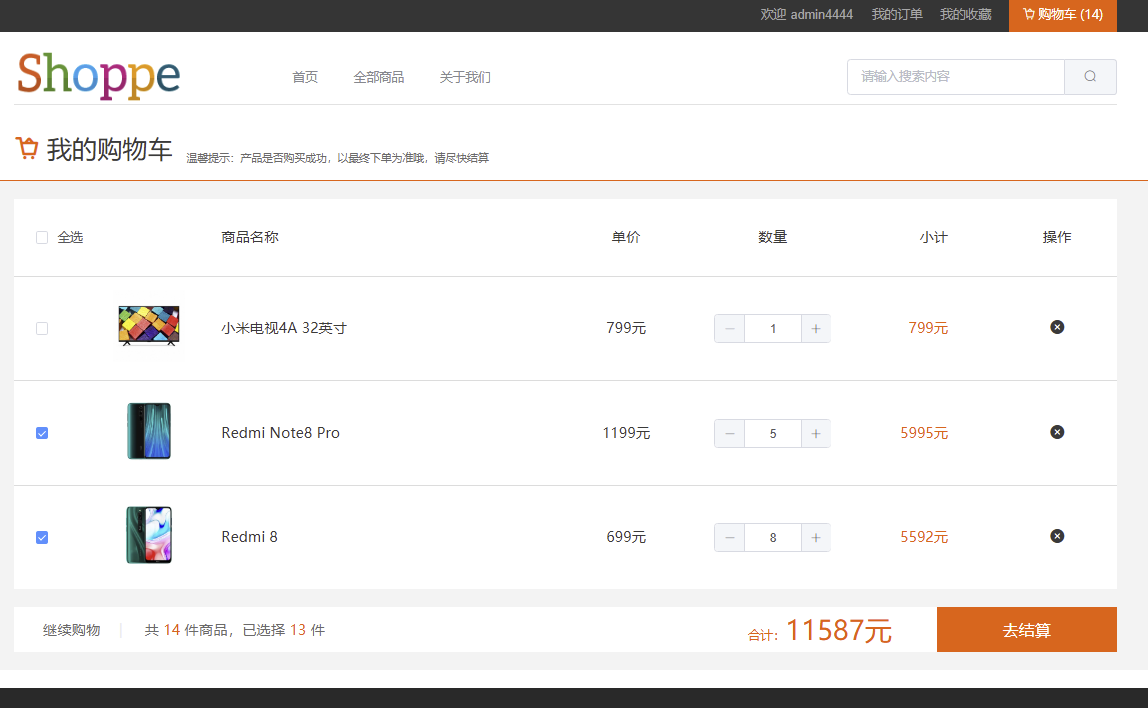 欢迎 admin4444 我的订单 我的收藏 购物车 (14)
Shoppe 首页 全部商品 关于我们 请输入搜索内容
我的购物车 温馨提示：产品是否购买成功，以最终下单为准哦，请尽快结算
全选 商品名称 单价 数量 小计 操作
小米电视4A 32英寸 799元 1 799元
Redmi Note8 Pro 1199元 5 5995元
Redmi 8 699元 8 5592元
继续购物 共 14 件商品，已选择 13 件 合计： 11587元 去结算